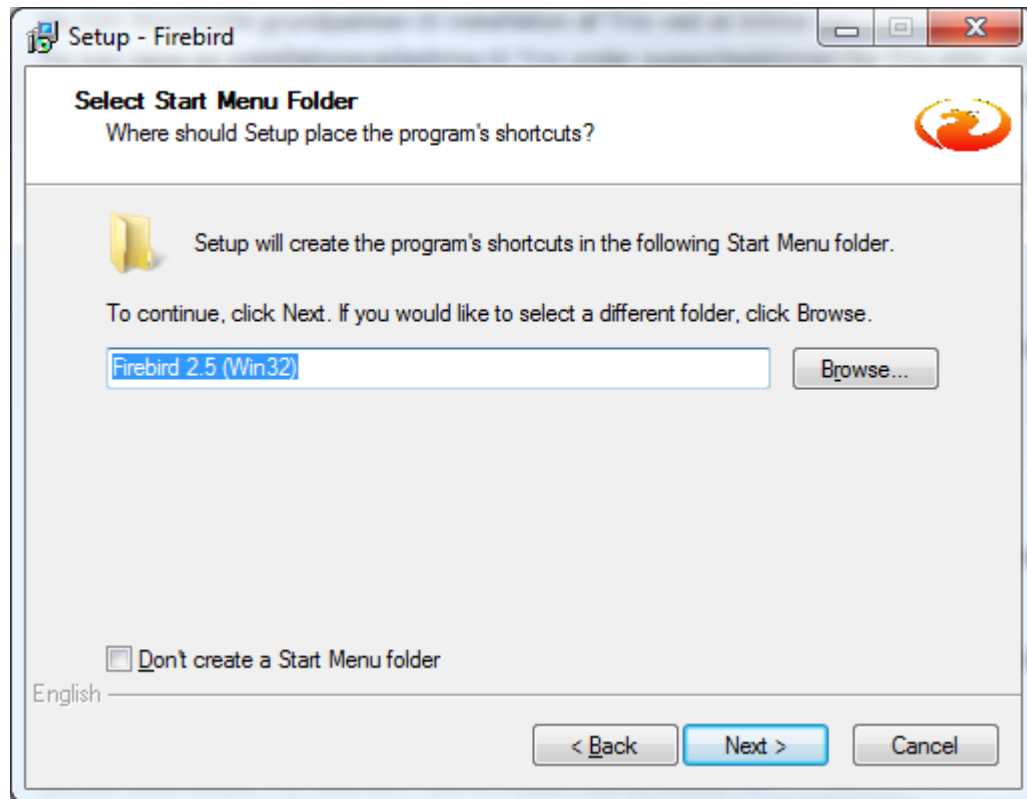 Setup - Firebird
Select Start Menu Folder
Where should Setup place the program's shortcuts?
Setup will create the program's shortcuts in the following Start Menu folder.
To continue, click Next. If you would like to select a different folder, click Browse.
Firebird 2.5 (Win32)
Browse...
Don't create a Start Menu folder
English
< Back
Next >
Cancel